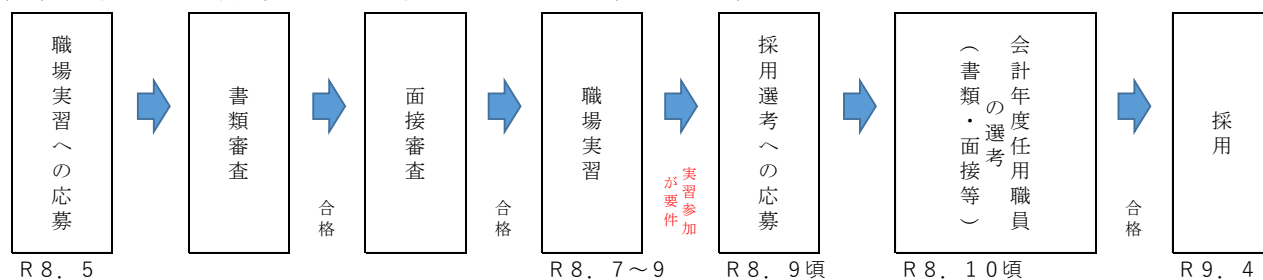 職場実習への応募
書類審査
合格
面接審査
合格
職場実習
実習参加
が要件
採用選考への応募
会計年度任用職員
の選考
（書類・面接等）
合格
採用
R8．5
R8．7～9
R8．9頃
R8．10頃
R9．4